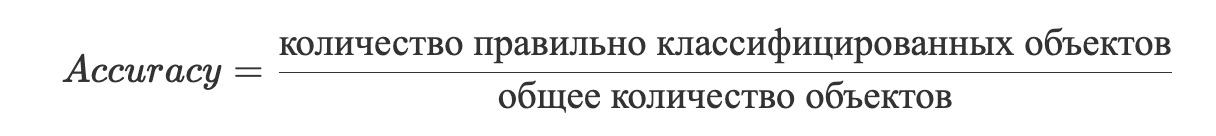 количество правильно классифицированных объектов
Accuracy =
общее количество объектов